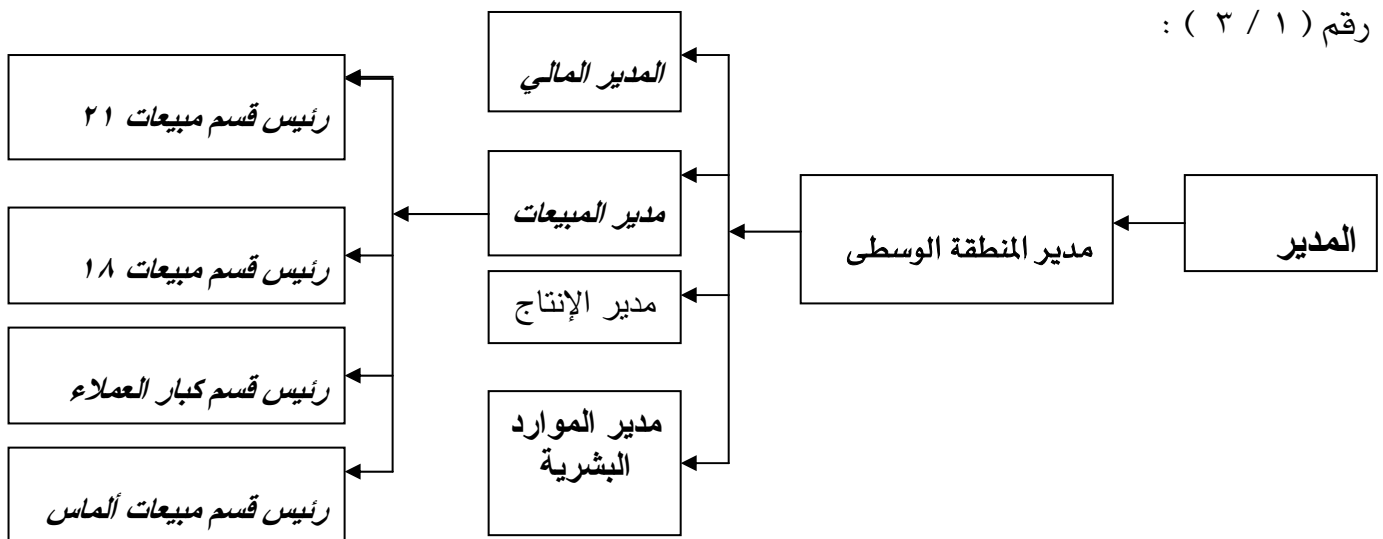 رقم ( ١ / ٣ ) :
المدير
مدير المنطقة الوسطى
المدير المالي
مدير المبيعات
مدير الإنتاج
مدير الموارد
البشرية
رئيس قسم مبيعات ٢١
رئيس قسم مبيعات ١٨
رئيس قسم كبار العملاء
رئيس قسم مبيعات ألماس